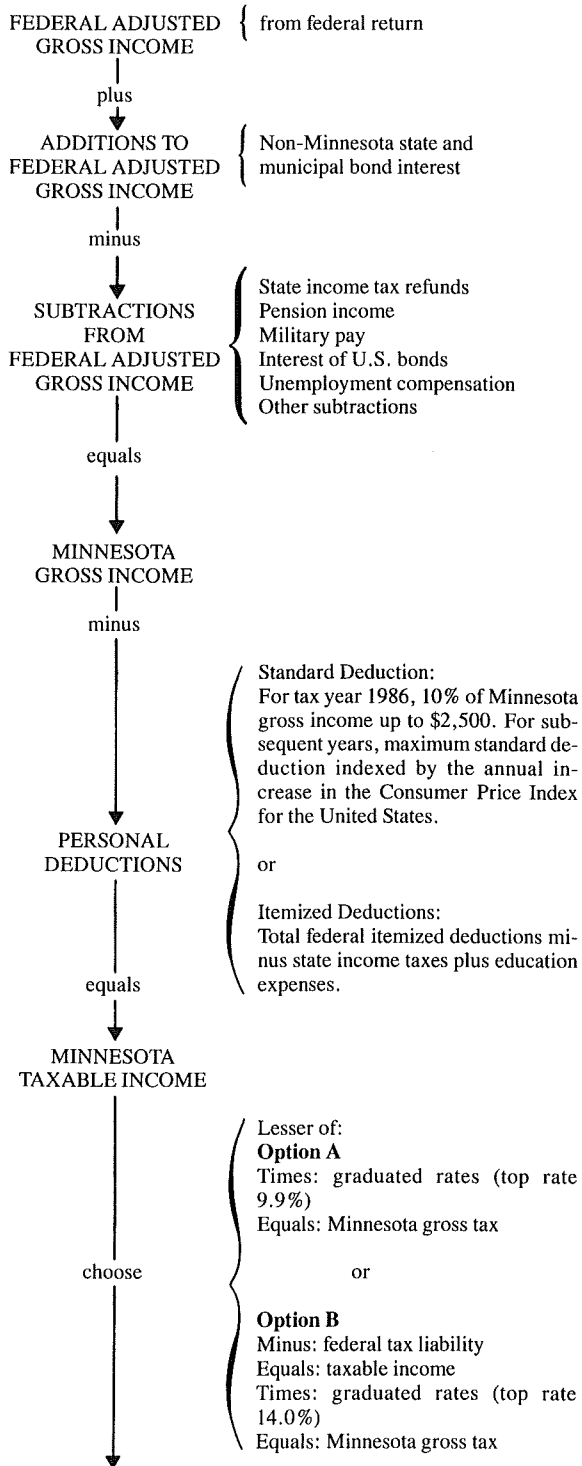 FEDERAL ADJUSTED
GROSS INCOME
from federal return
plus
ADDITIONS TO
FEDERAL ADJUSTED
GROSS INCOME
Non-Minnesota state and
municipal bond interest
minus
SUBTRACTIONS
FROM
FEDERAL ADJUSTED
GROSS INCOME
State income tax refunds
Pension income
Military pay
Interest of U.S. bonds
Unemployment compensation
Other subtractions
equals
MINNESOTA
GROSS INCOME
minus
PERSONAL
DEDUCTIONS
Standard Deduction:
For tax year 1986, 10% of Minnesota
gross income up to $2,500. For sub-
sequent years, maximum standard de-
duction indexed by the annual in-
crease in the Consumer Price Index
for the United States.
or
Itemized Deductions:
Total federal itemized deductions mi-
nus state income taxes plus education
expenses.
equals
MINNESOTA
TAXABLE INCOME
choose
Lesser of:
Option A
Times: graduated rates (top rate
9.9%)
Equals: Minnesota gross tax
or
Option B
Minus: federal tax liability
Equals: taxable income
Times: graduated rates (top rate
14.0%)
Equals: Minnesota gross tax